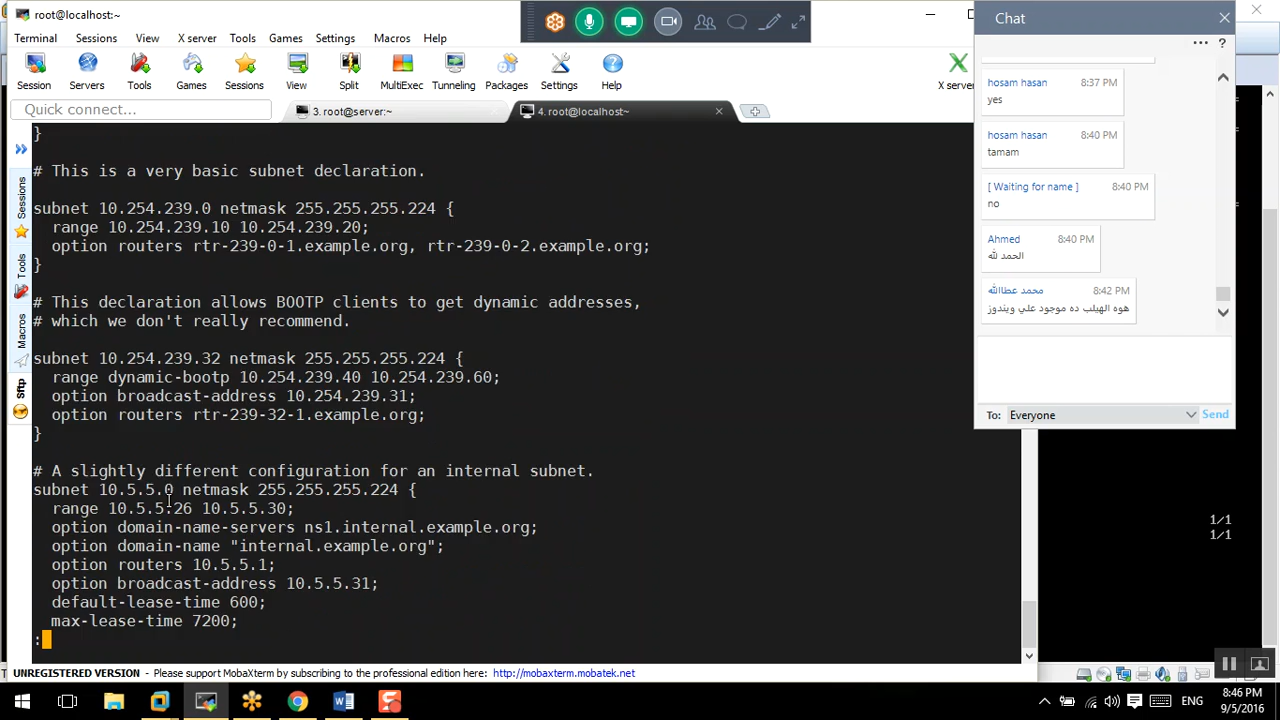 root@server:~
Terminal Sessions View X server Tools Games Settings Macros Help
Session Servers Tools Games Sessions View Split MultiExec Tunneling Packages Settings Help X server
Quick connect...
3. root@server:~
4. root@localhost:~
Sessions
Tools
Macros
Sftp
}
# This is a very basic subnet declaration.
subnet 10.254.239.0 netmask 255.255.255.224 {
range 10.254.239.10 10.254.239.20;
option routers rtr-239-0-1.example.org, rtr-239-0-2.example.org;
}
# This declaration allows BOOTP clients to get dynamic addresses,
# which we don't really recommend.
subnet 10.254.239.32 netmask 255.255.255.224 {
range dynamic-bootp 10.254.239.40 10.254.239.60;
option broadcast-address 10.254.239.31;
option routers rtr-239-32-1.example.org;
}
# A slightly different configuration for an internal subnet.
subnet 10.5.5.0 netmask 255.255.255.224 {
range 10.5.5.26 10.5.5.30;
option domain-name-servers ns1.internal.example.org;
option domain-name "internal.example.org";
option routers 10.5.5.1;
option broadcast-address 10.5.5.31;
default-lease-time 600;
max-lease-time 7200;
:
UNREGISTERED VERSION - Please support MobaXterm by subscribing to the professional edition here: http://mobaxterm.mobatek.net
Chat
hosam hasan 8:37 PM
yes
hosam hasan 8:40 PM
tamam
[ Waiting for name ] 8:40 PM
no
Ahmed 8:40 PM
الحمد لله
محمد عطاالله 8:42 PM
هوه الهيلب ده موجود علي ويندوز
To: Everyone Send
1/1
1/1
ENG
8:46 PM
9/5/2016